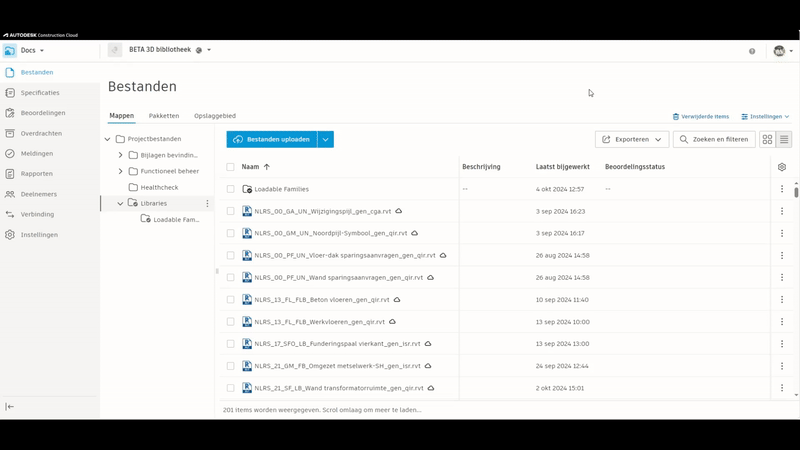 AUTODESK Construction Cloud
Docs
BETA 3D bibliotheek
Bestanden
Specificaties
Beoordelingen
Overdrachten
Meldingen
Rapporten
Deelnemers
Verbinding
Instellingen
Bestanden
Mappen Pakketten Opslaggebied
Verwijderde items Instellingen
Projectbestanden
Bijlagen bevindin...
Functioneel beheer
Healthcheck
Libraries
Loadable Fam...
Bestanden uploaden Exporteren Zoeken en filteren
Naam Beschrijving Laatst bijgewerkt Beoordelingsstatus
Loadable Families -- 4 okt 2024 12:57 --
NLRS_00_GA_UN_Wijzigingspijl_gen_cga.rvt 3 sep 2024 16:23
NLRS_00_GM_UN_Noordpijl-Symbool_gen_qir.rvt 3 sep 2024 16:17
NLRS_00_PF_UN_Vloer-dak sparingsaanvragen_gen_qir.rvt 26 aug 2024 14:58
NLRS_00_PF_UN_Wand sparingsaanvragen_gen_qir.rvt 26 aug 2024 14:58
NLRS_13_FL_FLB_Beton vloeren_gen_qir.rvt 10 sep 2024 11:40
NLRS_13_FL_FLB_Werkvloeren_gen_qir.rvt 13 sep 2024 10:00
NLRS_17_SFO_LB_Funderingspaal vierkant_gen_isr.rvt 13 sep 2024 13:00
NLRS_21_GM_FB_Omgezet metselwerk-SH_gen_isr.rvt 24 sep 2024 12:44
NLRS_21_SF_LB_Wand transformatorruimte_gen_qir.rvt 2 okt 2024 15:01
201 items worden weergegeven. Scrol omlaag om meer te laden...